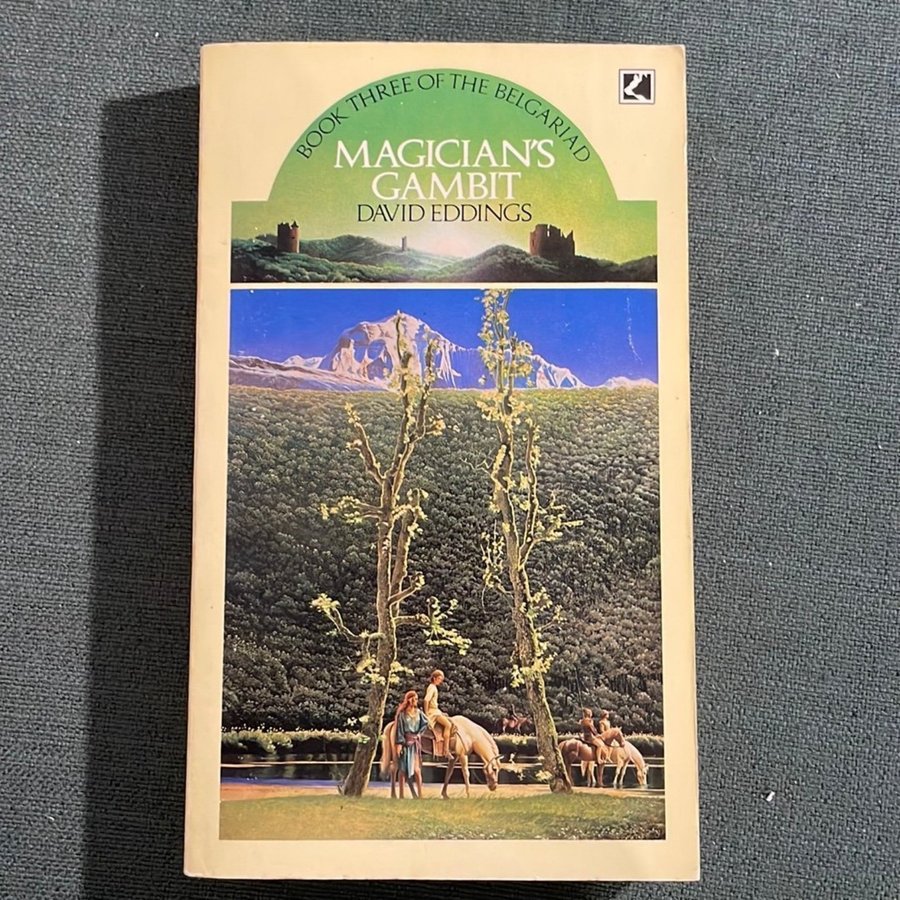 BOOK THREE OF THE BELGARIAD
MAGICIAN'S
GAMBIT
DAVID EDDINGS